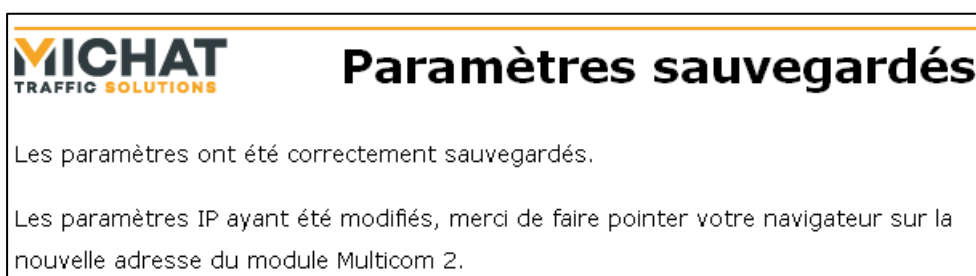 MICHAT
TRAFFIC SOLUTIONS
Paramètres sauvegardés
Les paramètres ont été correctement sauvegardés.
Les paramètres IP ayant été modifiés, merci de faire pointer votre navigateur sur la
nouvelle adresse du module Multicom 2.